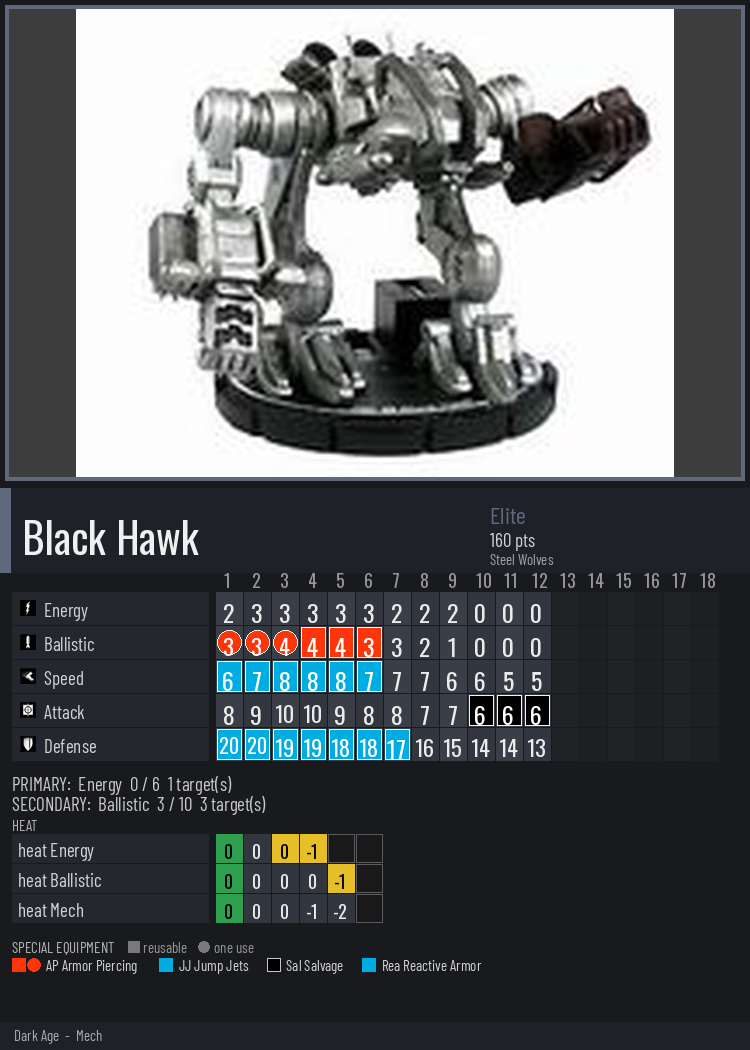 Black Hawk
Elite
160 pts
Steel Wolves
1 2 3 4 5 6 7 8 9 10 11 12 13 14 15 16 17 18
Energy 2 3 3 3 3 3 2 2 2 0 0 0
Ballistic 3 3 4 4 4 3 3 2 1 0 0 0
Speed 6 7 8 8 8 7 7 7 6 6 5 5
Attack 8 9 10 10 9 8 8 7 7 6 6 6
Defense 20 20 19 19 18 18 17 16 15 14 14 13
PRIMARY: Energy 0 / 6 1 target(s)
SECONDARY: Ballistic 3 / 10 3 target(s)
HEAT
heat Energy 0 0 0 -1
heat Ballistic 0 0 0 0 -1
heat Mech 0 0 0 -1 -2
SPECIAL EQUIPMENT reusable one use
AP Armor Piercing JJ Jump Jets Sal Salvage Rea Reactive Armor
Dark Age - Mech